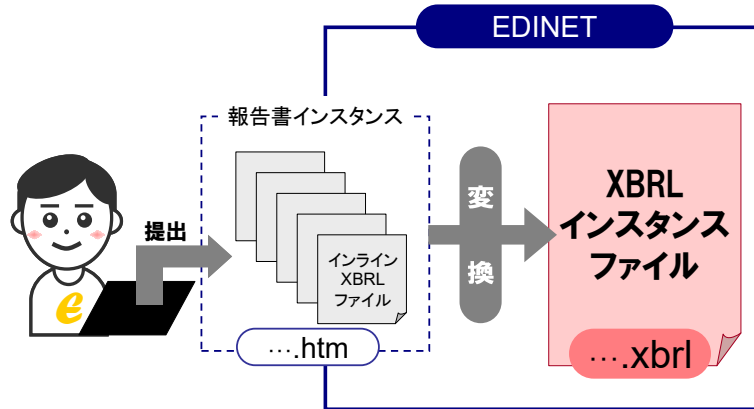 EDINET
報告書インスタンス
提出
インライン
XBRL
ファイル
….htm
変
換
XBRL
インスタンス
ファイル
….xbrl
e